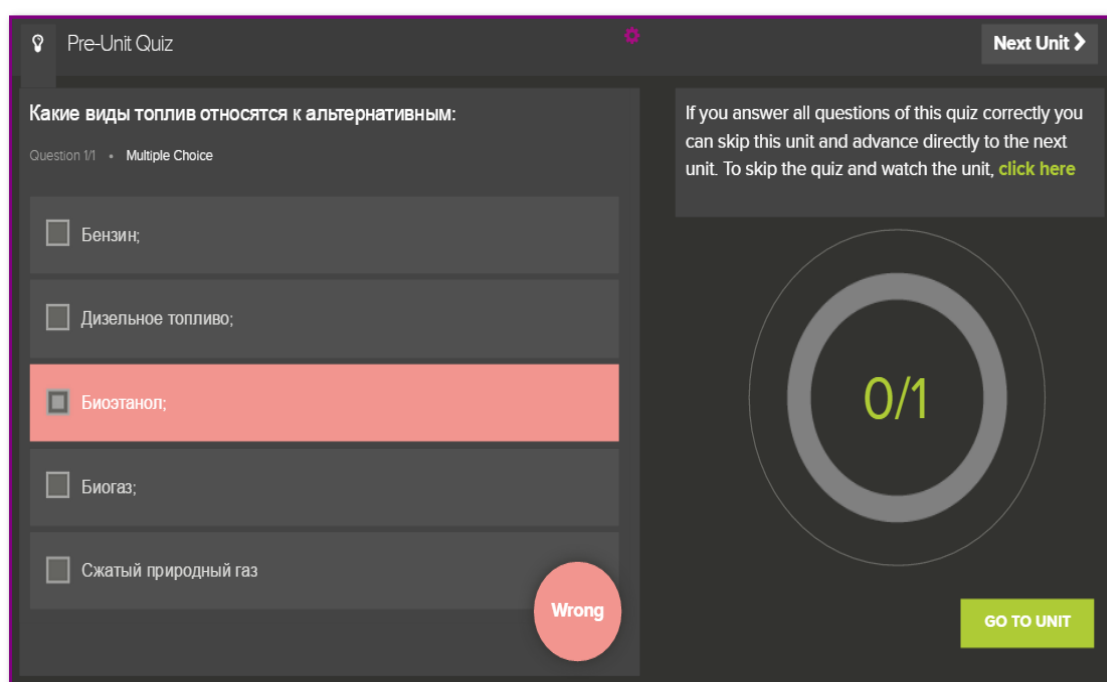 Pre-Unit Quiz
Next Unit
Какие виды топлив относятся к альтернативным:
Question 1/1 • Multiple Choice
Бензин;
Дизельное топливо;
Биоэтанол;
Биогаз;
Сжатый природный газ
Wrong
If you answer all questions of this quiz correctly you
can skip this unit and advance directly to the next
unit. To skip the quiz and watch the unit, click here
0/1
GO TO UNIT